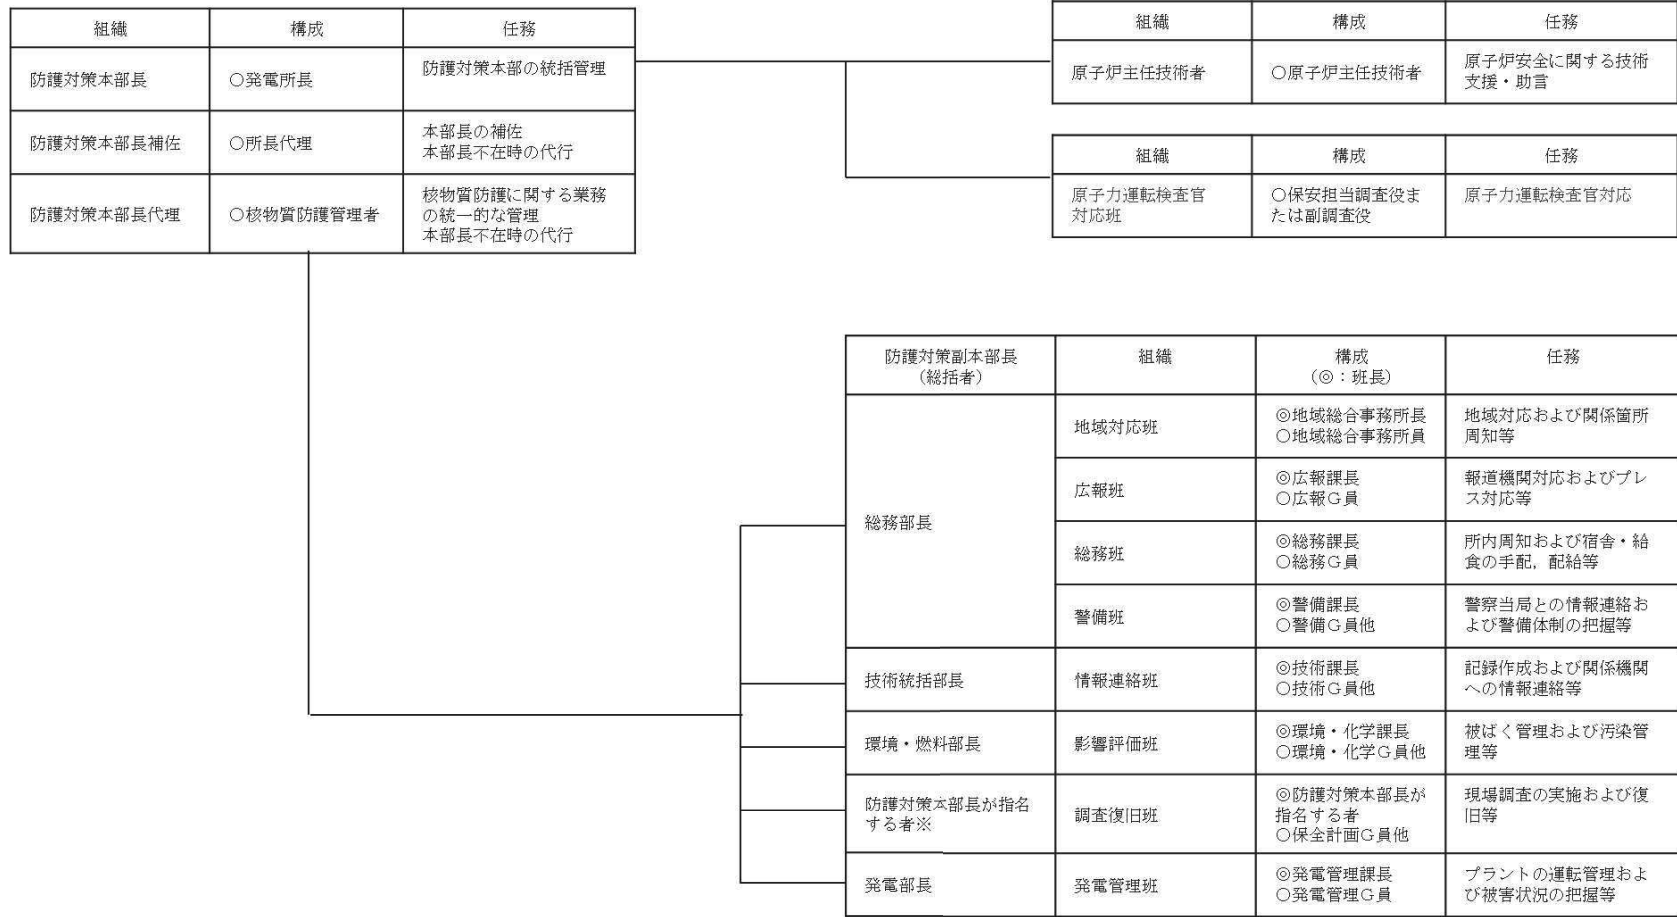 組織 構成 任務
防護対策本部長 ○発電所長 防護対策本部の統括管理
防護対策本部長補佐 ○所長代理 本部長の補佐
本部長不在時の代行
防護対策本部長代理 ○核物質防護管理者 核物質防護に関する業務
の統一的な管理
本部長不在時の代行
組織 構成 任務
原子炉主任技術者 ○原子炉主任技術者 原子炉安全に関する技術
支援・助言
組織 構成 任務
原子力運転検査官 ○保安担当調査役ま 原子力運転検査官対応
対応班 たは副調査役
防護対策副本部長 組織 構成 任務
(総括者) (◎:班長)
総務部長
地域対応班 ◎地域総合事務所長 地域対応および関係箇所
○地域総合事務所員 周知等
広報班 ◎広報課長 報道機関対応およびプレ
○広報G員 ス対応等
総務班 ◎総務課長 所内周知および宿舎・給
○総務G員 食の手配,配給等
警備班 ◎警備課長 警察当局との情報連絡お
○警備G員他 よび警備体制の把握等
技術統括部長 情報連絡班 ◎技術課長 記録作成および関係機関
○技術G員他 への情報連絡等
環境・燃料部長 影響評価班 ◎環境・化学課長 被ばく管理および汚染管
○環境・化学G員他 理等
防護対策本部長が指名 調査復旧班 ◎防護対策本部長が 現場調査の実施および復
する者※ 指名する者 旧等
○保全計画G員他
発電部長 発電管理班 ◎発電管理課長 プラントの運転管理およ
○発電管理G員 び被害状況の把握等